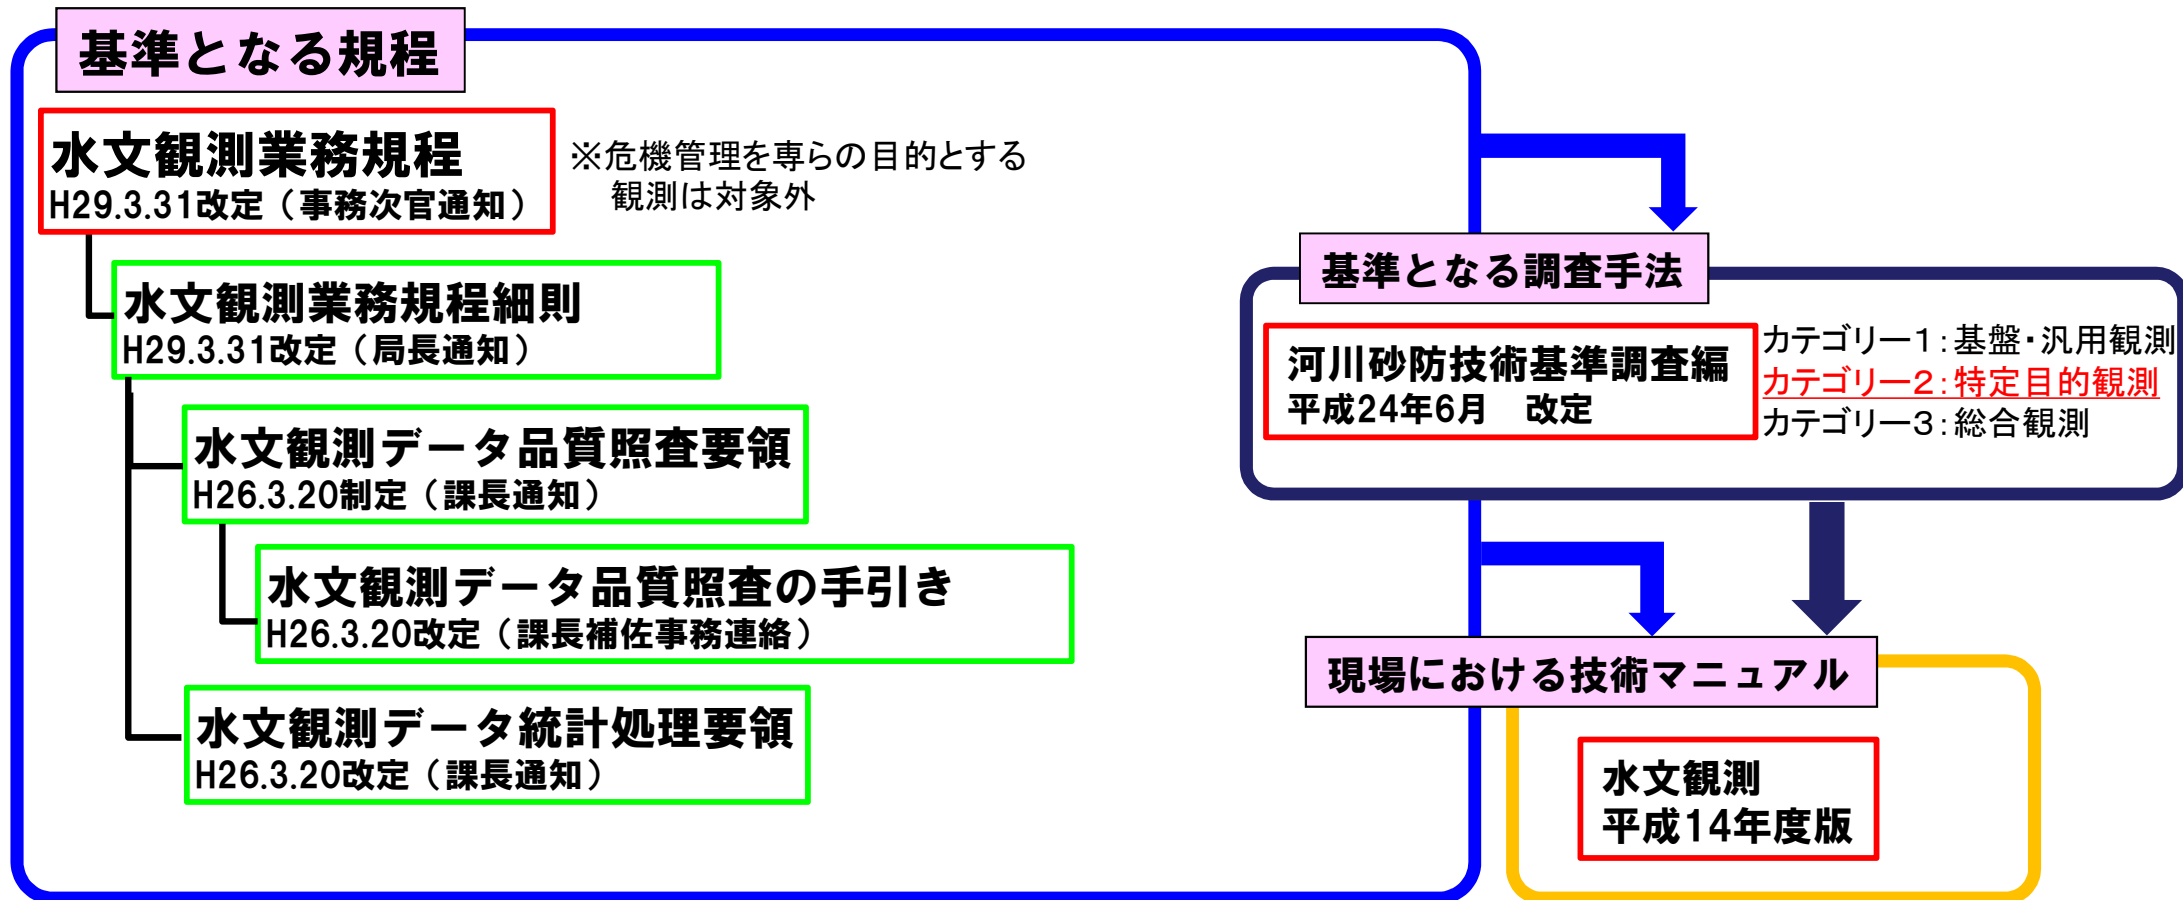 基準となる規程
水文観測業務規程
H29.3.31改定（事務次官通知）
※危機管理を専らの目的とする
観測は対象外
水文観測業務規程細則
H29.3.31改定（局長通知）
水文観測データ品質照査要領
H26.3.20制定（課長通知）
水文観測データ品質照査の手引き
H26.3.20改定（課長補佐事務連絡）
水文観測データ統計処理要領
H26.3.20改定（課長通知）
基準となる調査手法
河川砂防技術基準調査編
平成24年6月　改定
カテゴリー1：基盤・汎用観測
カテゴリー2：特定目的観測
カテゴリー3：総合観測
現場における技術マニュアル
水文観測
平成14年度版